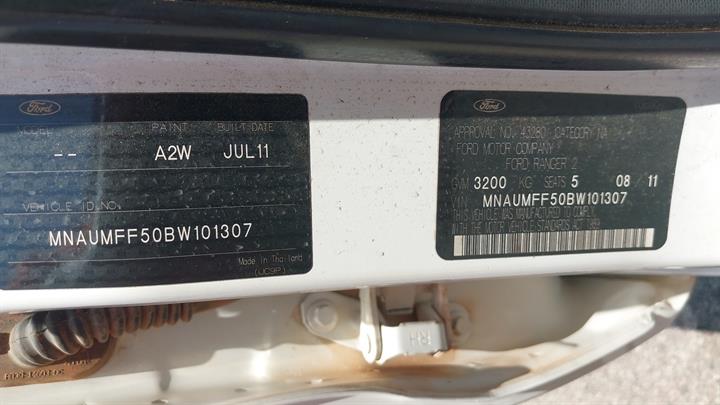 Ford
MODEL PAINT BUILT DATE
-- A2W JUL11
VEHICLE ID NO.
MNAUMFF50BW101307
Made in Thailand
(UC9P)
Ford
APPROVAL NO. 43280 CATEGORY NA
FORD MOTOR COMPANY
FORD RANGER 2
GVM 3200 KG SEATS 5 08/11
VIN MNAUMFF50BW101307
THIS VEHICLE WAS MANUFACTURED TO COMPLY
WITH THE MOTOR VEHICLE STANDARDS ACT 1989
RH